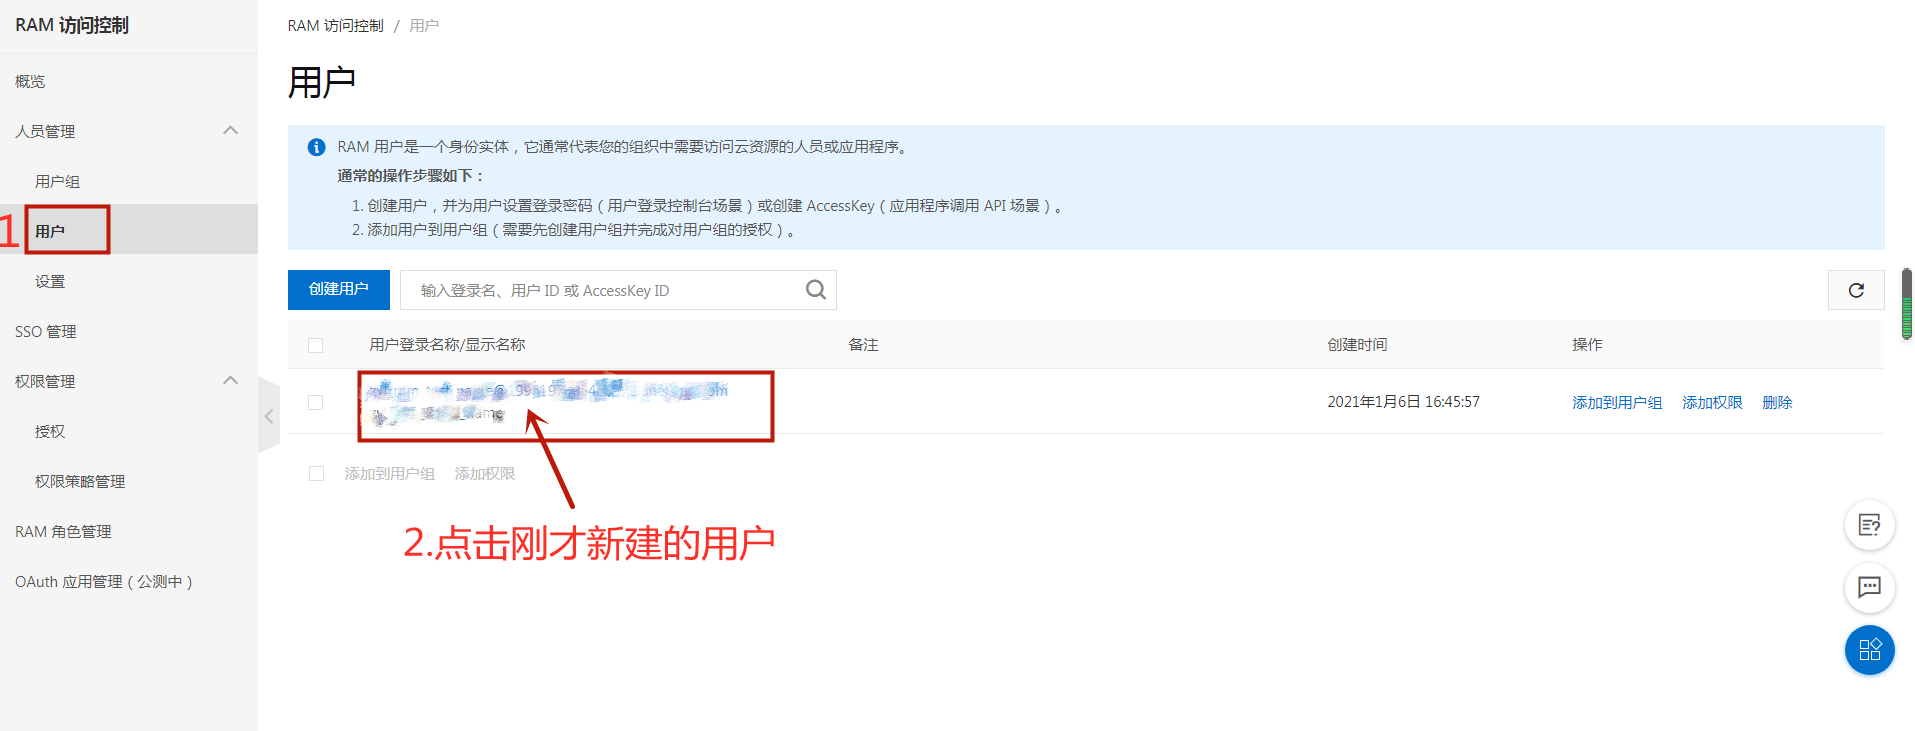 RAM 访问控制
概览
人员管理
用户组
1
用户
设置
SSO 管理
权限管理
授权
权限策略管理
RAM 角色管理
OAuth 应用管理（公测中）
RAM 访问控制 / 用户
用户
RAM 用户是一个身份实体，它通常代表您的组织中需要访问云资源的人员或应用程序。
通常的操作步骤如下：
1. 创建用户，并为用户设置登录密码（用户登录控制台场景）或创建 AccessKey（应用程序调用 API 场景）。
2. 添加用户到用户组（需要先创建用户组并完成对用户组的授权）。
创建用户 输入登录名、用户 ID 或 AccessKey ID
用户登录名称/显示名称 备注 创建时间 操作
2021年1月6日 16:45:57 添加到用户组 添加权限 删除
添加到用户组 添加权限
2.点击刚才新建的用户